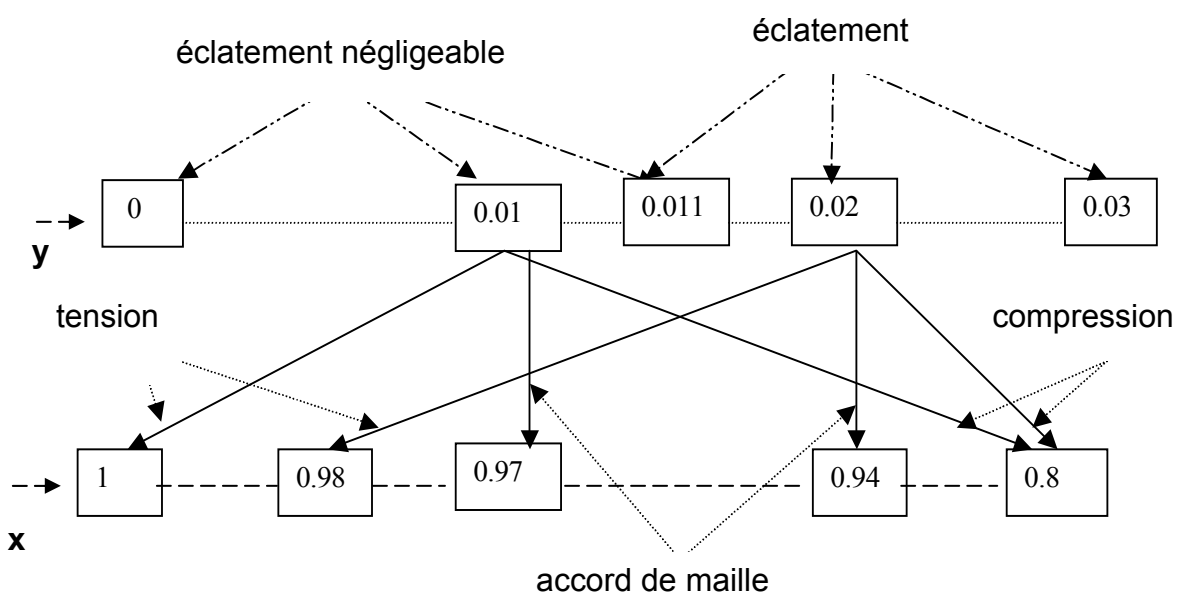 éclatement
éclatement négligeable
0
0.01
0.011
0.02
0.03
y
tension
compression
1
0.98
0.97
0.94
0.8
x
accord de maille